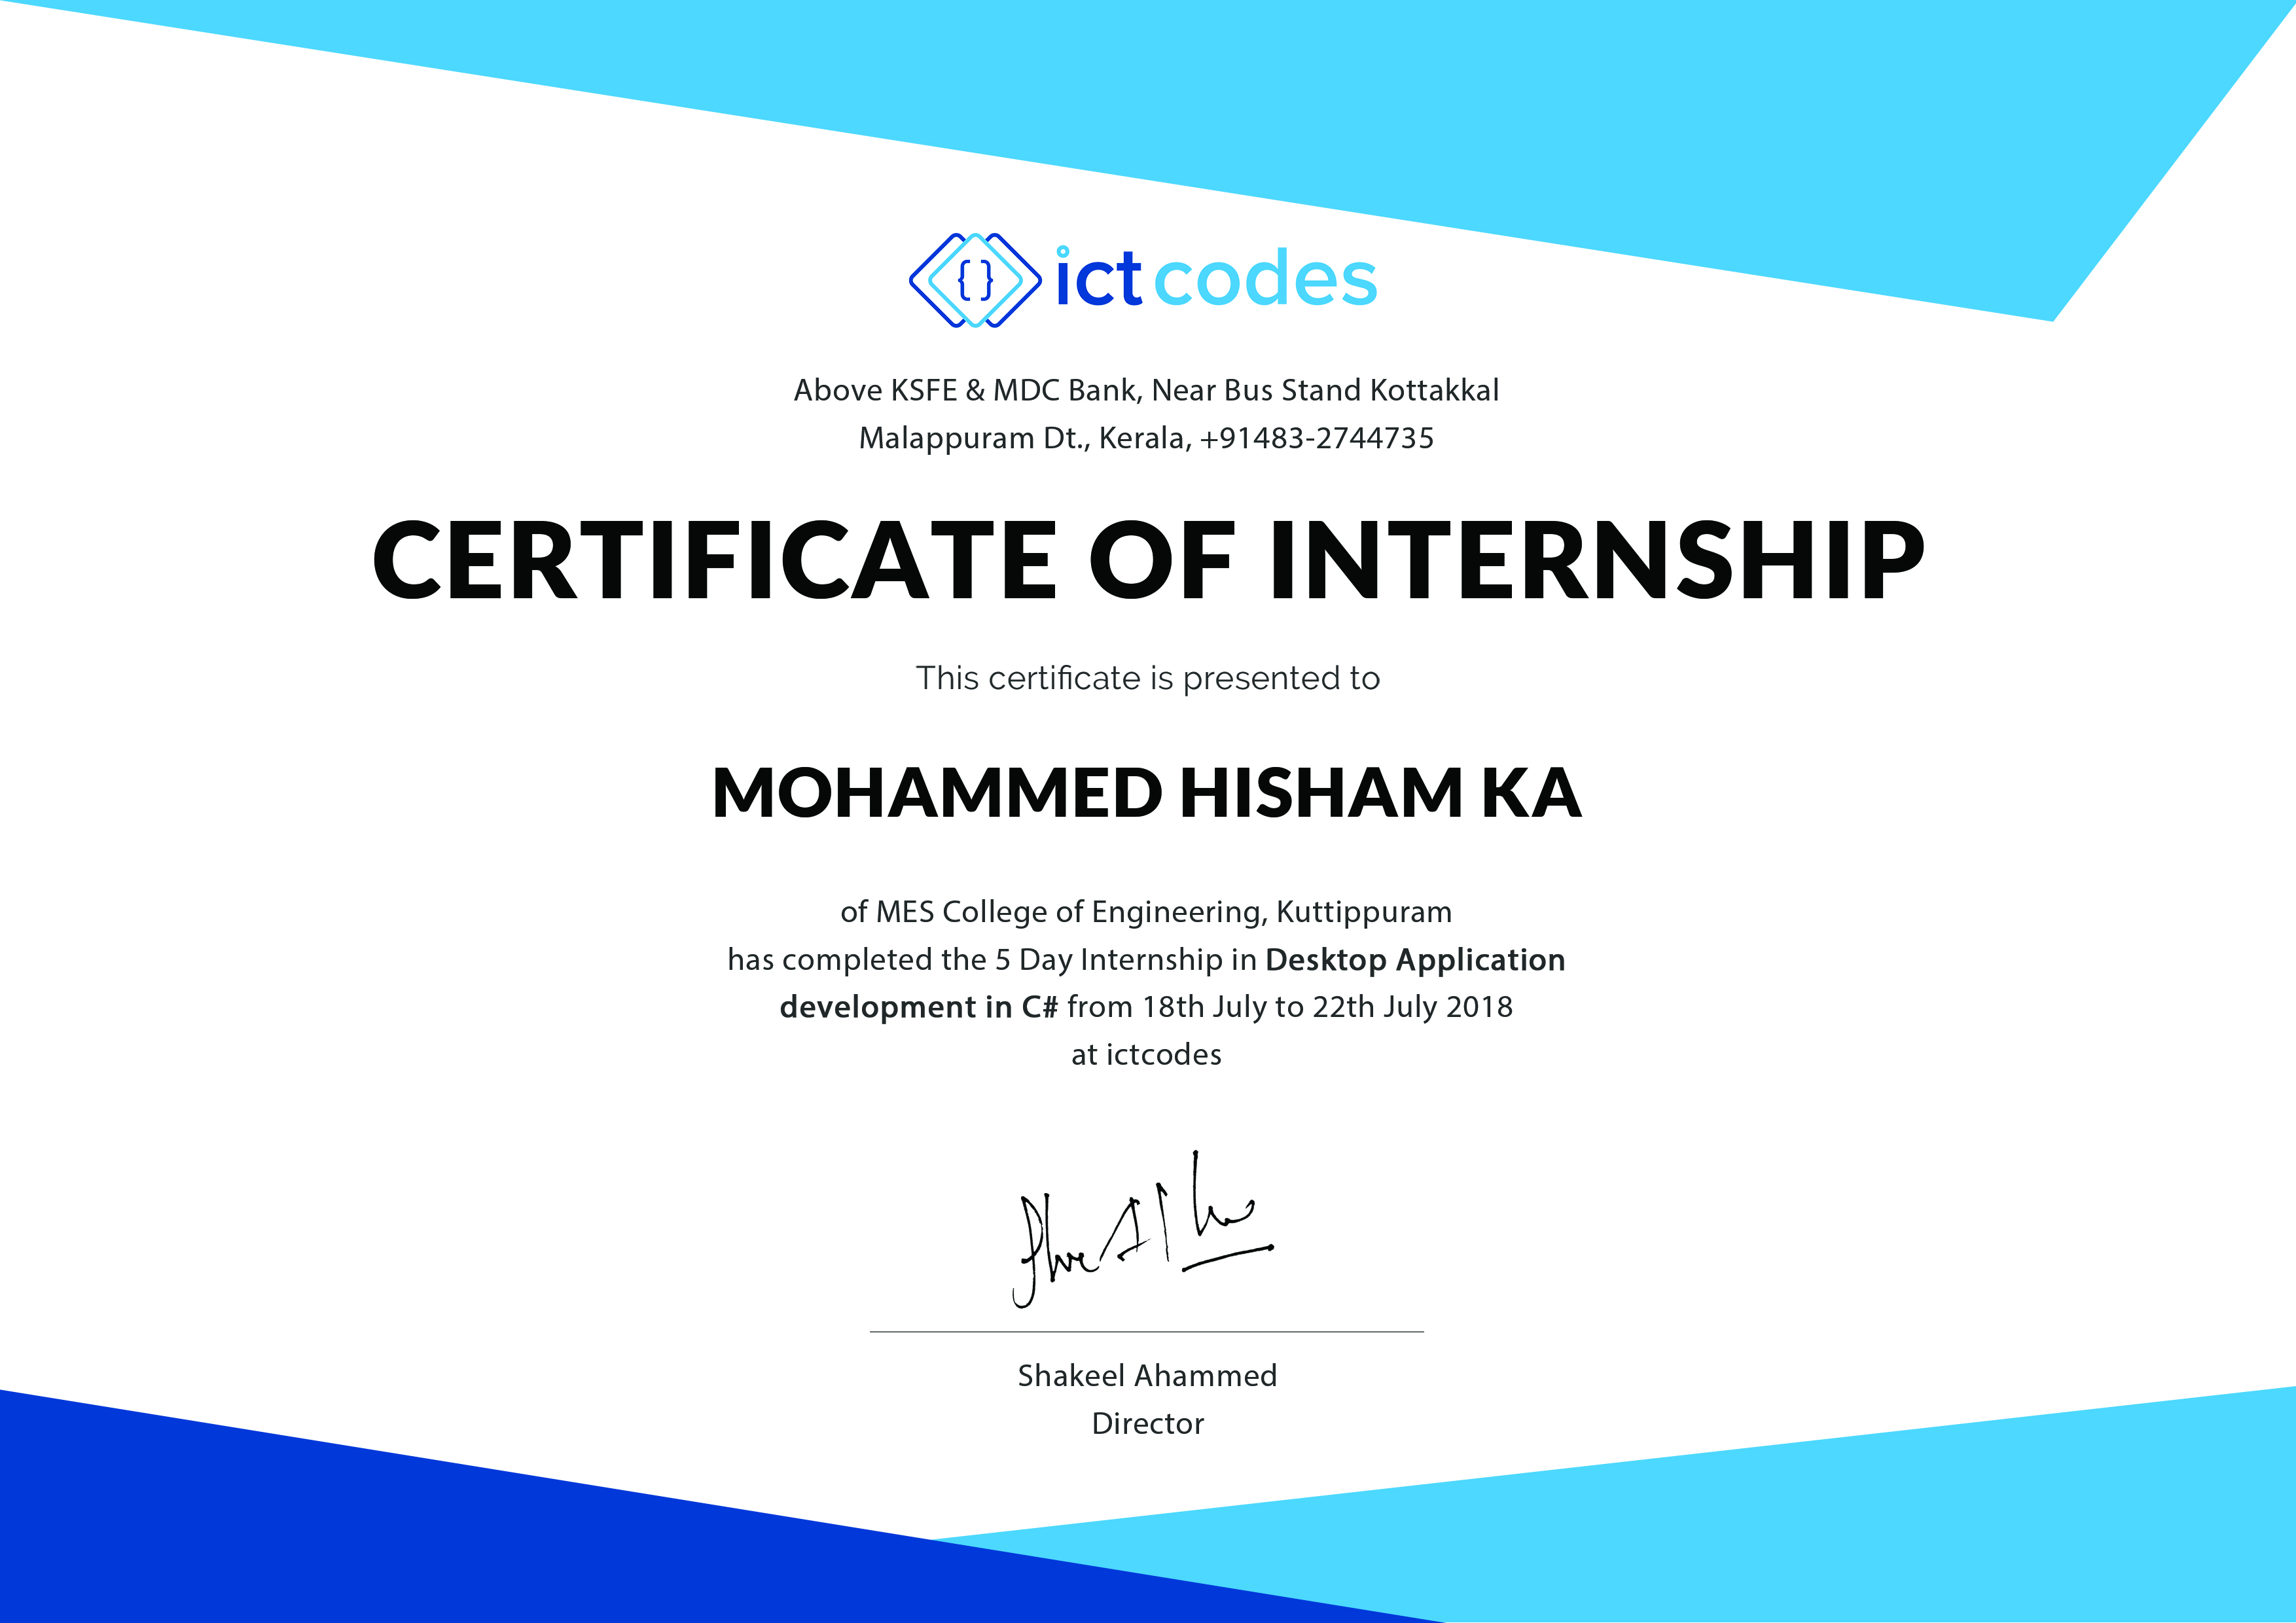 { } ict codes
Above KSFE & MDC Bank, Near Bus Stand Kottakkal
Malappuram Dt., Kerala, +91483-2744735
CERTIFICATE OF INTERNSHIP
This certificate is presented to
MOHAMMED HISHAM KA
of MES College of Engineering, Kuttippuram
has completed the 5 Day Internship in Desktop Application
development in C# from 18th July to 22th July 2018
at ictcodes
Shakeel Ahammed
Director